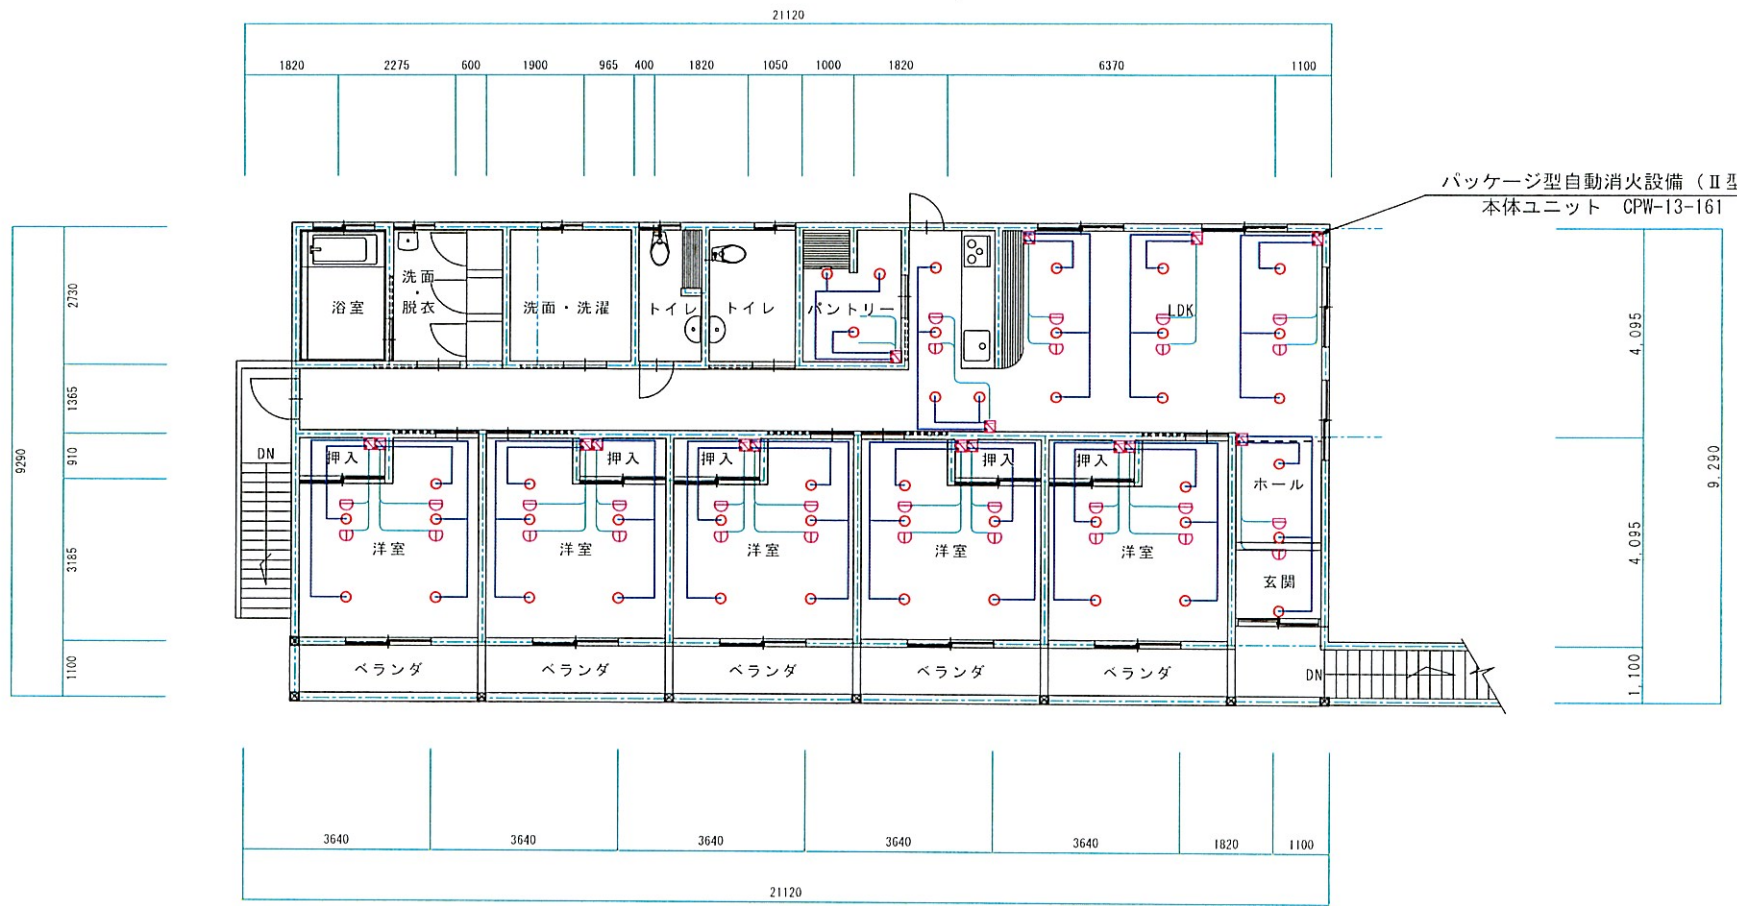 21120
1820 2275 600 1900 965 400 1820 1050 1000 1820 6370 1100
パッケージ型自動消火設備(Ⅱ型
本体ユニット CPW-13-161
浴室
洗面・脱衣
洗面・洗濯
トイレ
トイレ
パントリー
LDK
2730
1365
910
3185
1100
9290
4,095
4,095
1,100
9,290
DN
押入
押入
押入
押入
押入
ホール
洋室
洋室
洋室
洋室
洋室
玄関
ベランダ
ベランダ
ベランダ
ベランダ
ベランダ
DN
3640 3640 3640 3640 3640 1820 1100
21120